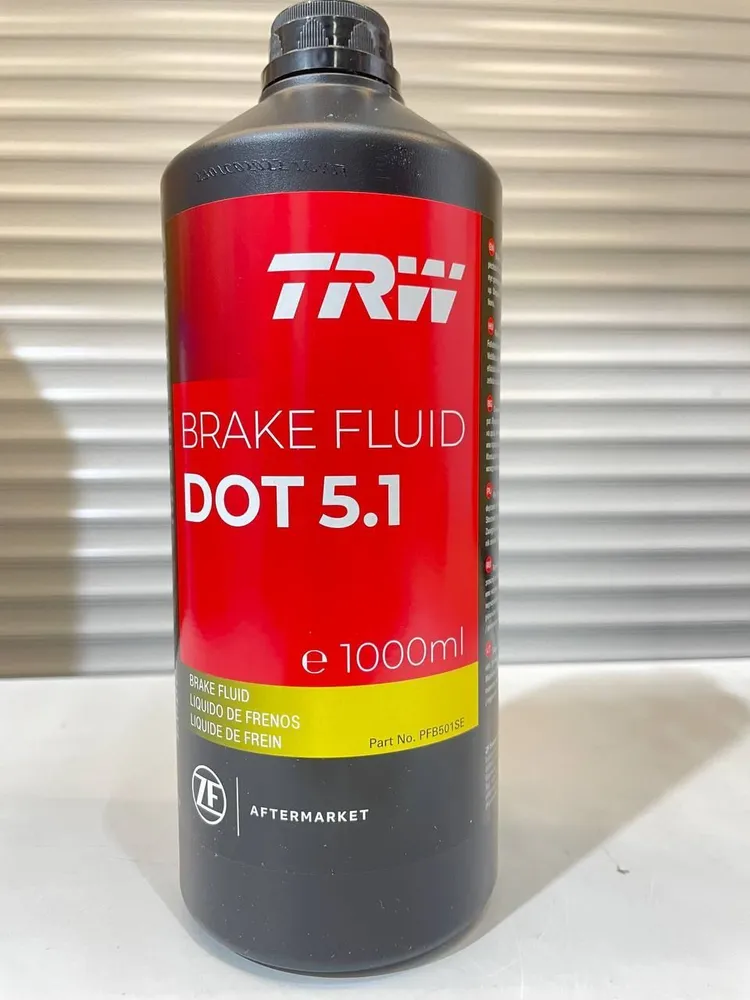 TRW
BRAKE FLUID
DOT 5.1
e 1000ml
BRAKE FLUID
LIQUIDO DE FRENOS
LIQUIDE DE FREIN
Part No. PFB501SE
ZF
AFTERMARKET